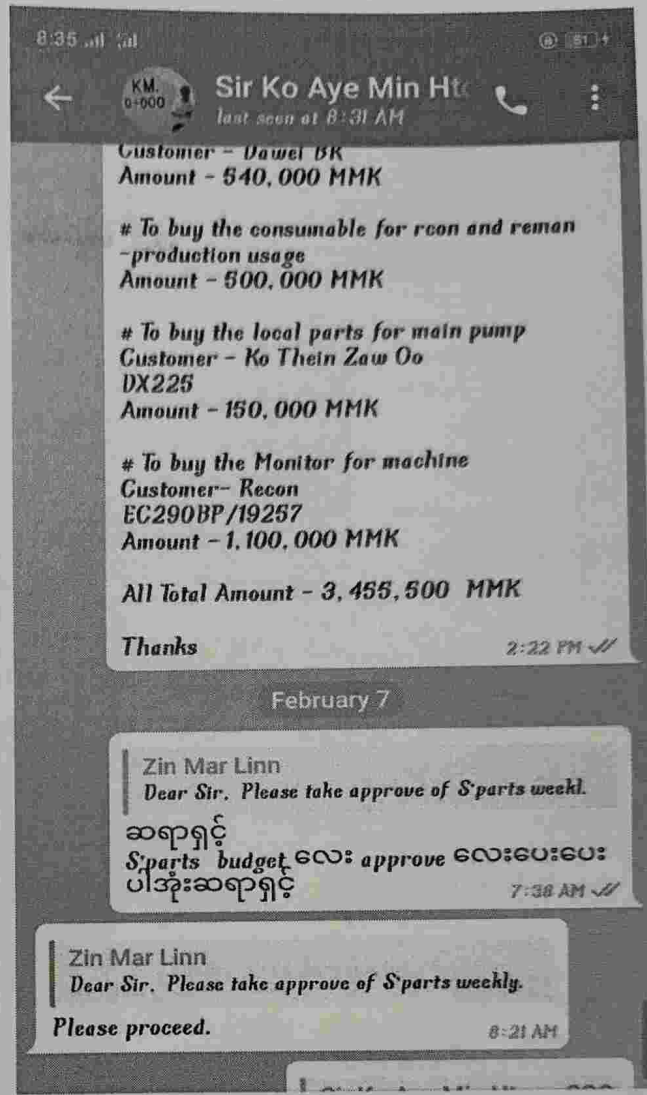 8:35
51
KM.
0+000
Sir Ko Aye Min Ht
last seen at 8:31 AM
Customer - Dawei BK
Amount - 540,000 MMK
# To buy the consumable for rcon and reman
-production usage
Amount - 500,000 MMK
# To buy the local parts for main pump
Customer - Ko Thein Zaw Oo
DX225
Amount - 150,000 MMK
# To buy the Monitor for machine
Customer- Recon
EC290BP/19257
Amount - 1,100,000 MMK
All Total Amount - 3,455,500 MMK
Thanks
2:22 PM
February 7
Zin Mar Linn
Dear Sir, Please take approve of S'parts weekl.
ဆရာရှင့်
S'parts budget လေး approve လေးပေးပေး
ပါအုံးဆရာရှင့်
7:38 AM
Zin Mar Linn
Dear Sir, Please take approve of S'parts weekly.
Please proceed.
8:21 AM